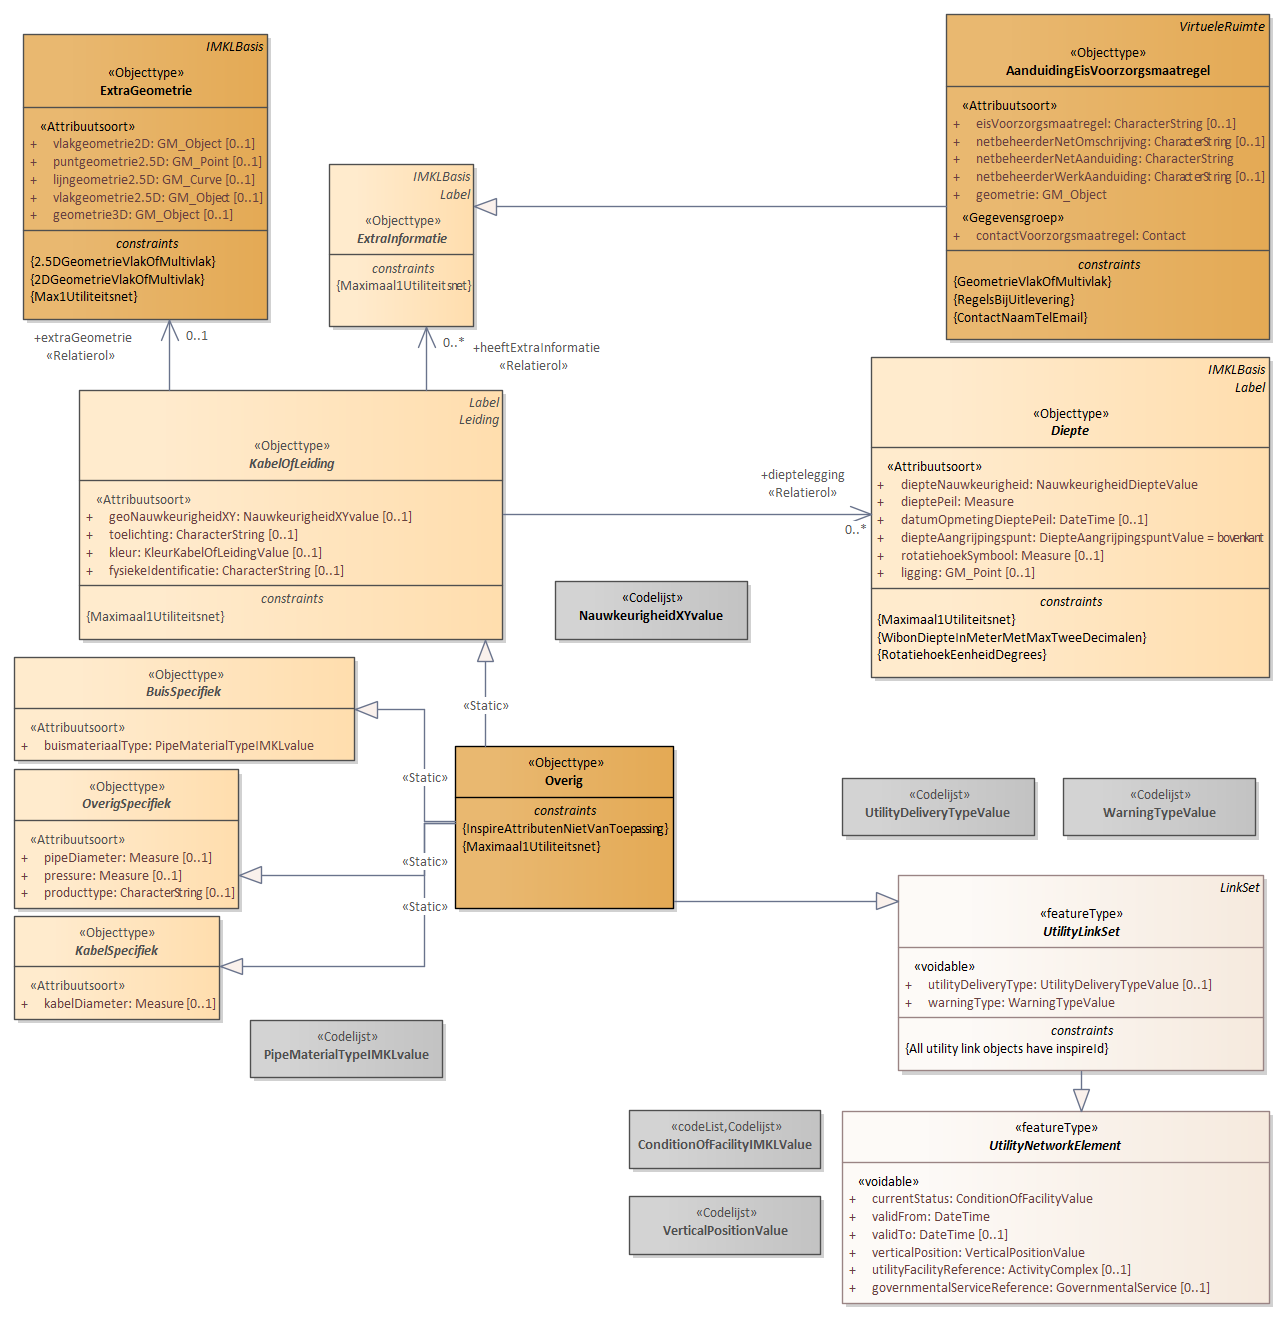 IMKLBasis
«Objecttype»
ExtraGeometrie
«Attribuutsoort»
+ vlakgeometrie2D: GM_Object [0..1]
+ puntgeometrie2.5D: GM_Point [0..1]
+ lijngeometrie2.5D: GM_Curve [0..1]
+ vlakgeometrie2.5D: GM_Object [0..1]
+ geometrie3D: GM_Object [0..1]
constraints
{2.5DGeometrieVlakOfMultivlak}
{2DGeometrieVlakOfMultivlak}
{Max1Utiliteitsnet}
VirtueleRuimte
«Objecttype»
AanduidingEisVoorzorgsmaatregel
«Attribuutsoort»
+ eisVoorzorgsmaatregel: CharacterString [0..1]
+ netbeheerderNetOmschrijving: CharacterString [0..1]
+ netbeheerderNetAanduiding: CharacterString
+ netbeheerderWerkAanduiding: CharacterString [0..1]
+ geometrie: GM_Object
«Gegevensgroep»
+ contactVoorzorgsmaatregel: Contact
constraints
{GeometrieVlakOfMultivlak}
{RegelsBijUitlevering}
{ContactNaamTelEmail}
IMKLBasis
Label
«Objecttype»
ExtraInformatie
constraints
{Maximaal1Utiliteitsnet}
+extraGeometrie
«Relatierol»
0..1
0..*
+heeftExtraInformatie
«Relatierol»
Label
Leiding
«Objecttype»
KabelOfLeiding
«Attribuutsoort»
+ geoNauwkeurigheidXY: NauwkeurigheidXYvalue [0..1]
+ toelichting: CharacterString [0..1]
+ kleur: KleurKabelOfLeidingValue [0..1]
+ fysiekeIdentificatie: CharacterString [0..1]
constraints
{Maximaal1Utiliteitsnet}
+dieptelegging
«Relatierol»
0..*
IMKLBasis
Label
«Objecttype»
Diepte
«Attribuutsoort»
+ diepteNauwkeurigheid: NauwkeurigheidDiepteValue
+ dieptePeil: Measure
+ datumOpmetingDieptePeil: DateTime [0..1]
+ diepteAangrijpingspunt: DiepteAangrijpingspuntValue = bovenkant
+ rotatiehoekSymbool: Measure [0..1]
+ ligging: GM_Point [0..1]
constraints
{Maximaal1Utiliteitsnet}
{WibonDiepteInMeterMetMaxTweeDecimalen}
{RotatiehoekEenheidDegrees}
«Codelijst»
NauwkeurigheidXYvalue
«Objecttype»
BuisSpecifiek
«Attribuutsoort»
+ buismateriaalType: PipeMaterialTypeIMKLvalue
«Static»
«Static»
«Objecttype»
Overig
constraints
{InspireAttributenNietVanToepassing}
{Maximaal1Utiliteitsnet}
«Objecttype»
OverigSpecifiek
«Attribuutsoort»
+ pipeDiameter: Measure [0..1]
+ pressure: Measure [0..1]
+ producttype: CharacterString [0..1]
«Static»
«Static»
«Codelijst»
UtilityDeliveryTypeValue
«Codelijst»
WarningTypeValue
«Objecttype»
KabelSpecifiek
«Attribuutsoort»
+ kabelDiameter: Measure [0..1]
LinkSet
«featureType»
UtilityLinkSet
«voidable»
+ utilityDeliveryType: UtilityDeliveryTypeValue [0..1]
+ warningType: WarningTypeValue
constraints
{All utility link objects have inspireId}
«Codelijst»
PipeMaterialTypeIMKLvalue
«codeList,Codelijst»
ConditionOfFacilityIMKLValue
«Codelijst»
VerticalPositionValue
«featureType»
UtilityNetworkElement
«voidable»
+ currentStatus: ConditionOfFacilityValue
+ validFrom: DateTime
+ validTo: DateTime [0..1]
+ verticalPosition: VerticalPositionValue
+ utilityFacilityReference: ActivityComplex [0..1]
+ governmentalServiceReference: GovernmentalService [0..1]